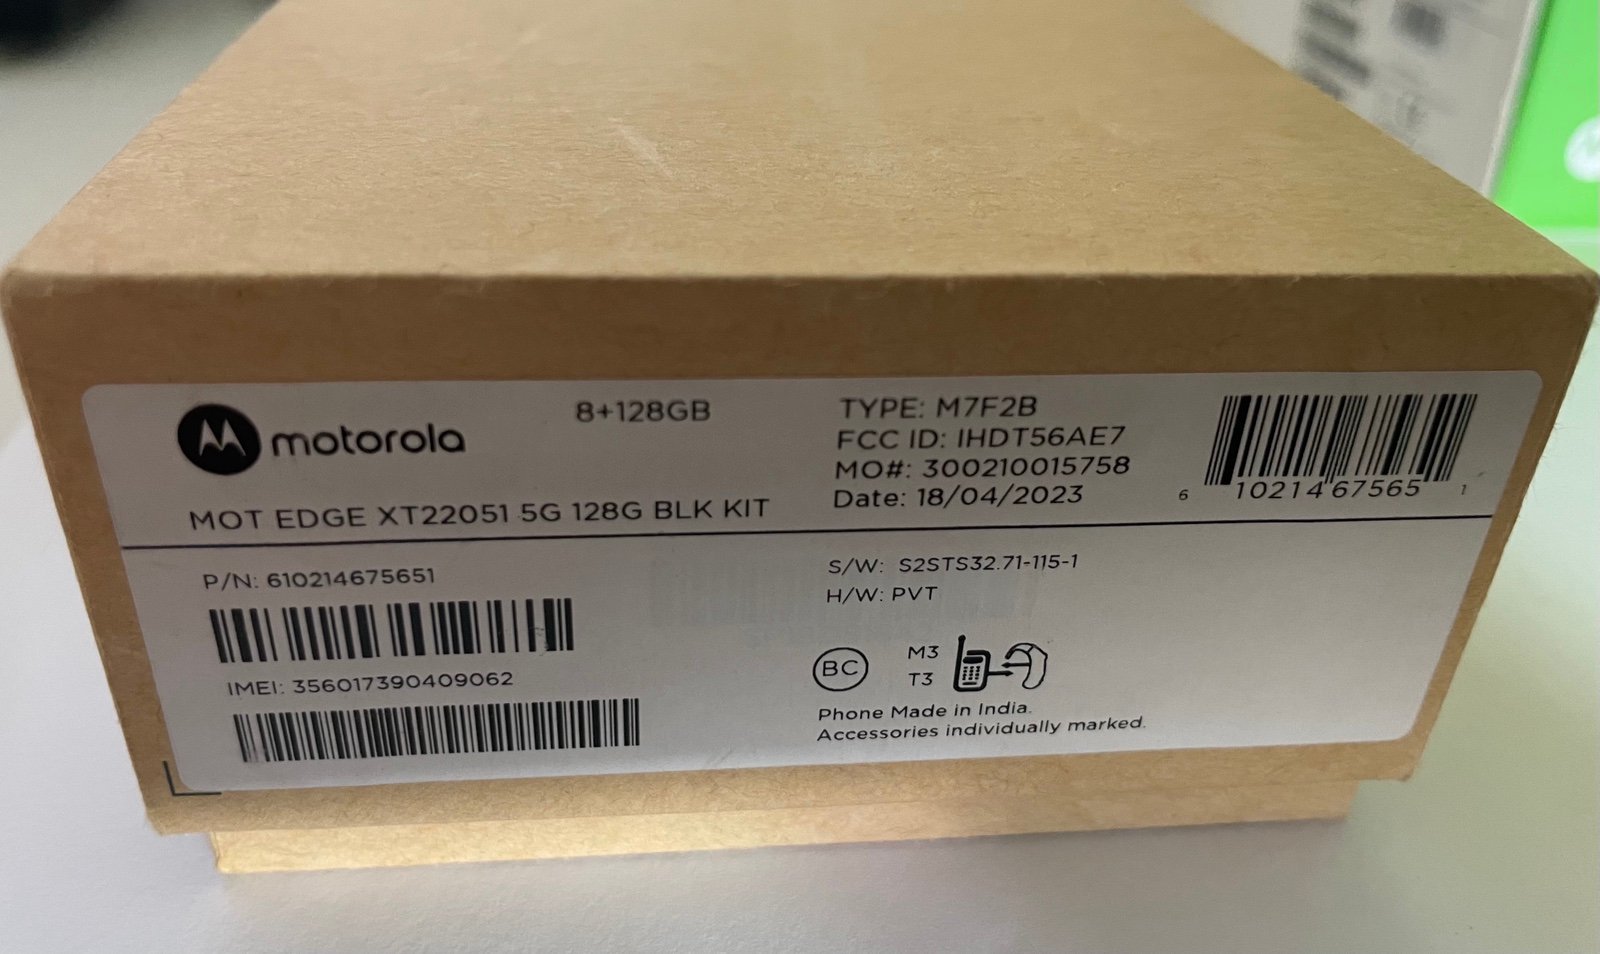 motorola
8+128GB
MOT EDGE XT22051 5G 128G BLK KIT
TYPE: M7F2B
FCC ID: IHDT56AE7
MO#: 300210015758
Date: 18/04/2023
6 10214 67565 1
P/N: 610214675651
IMEI: 356017390409062
S/W: S2STS32.71-115-1
H/W: PVT
BC
M3
T3
Phone Made in India.
Accessories individually marked.